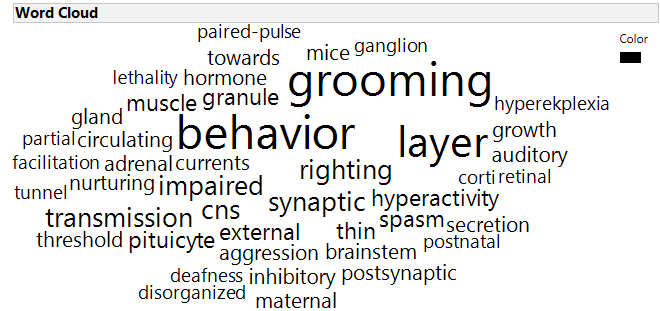 Word Cloud
Color
paired-pulse
towards mice ganglion
lethality hormone grooming
muscle granule hyperekplexia
gland behavior layer growth
partial circulating auditory
facilitation adrenal currents righting corti retinal
tunnel nurturing impaired synaptic hyperactivity
transmission cns spasm secretion
threshold pituicyte external thin postnatal
aggression brainstem
deafness inhibitory postsynaptic
disorganized maternal